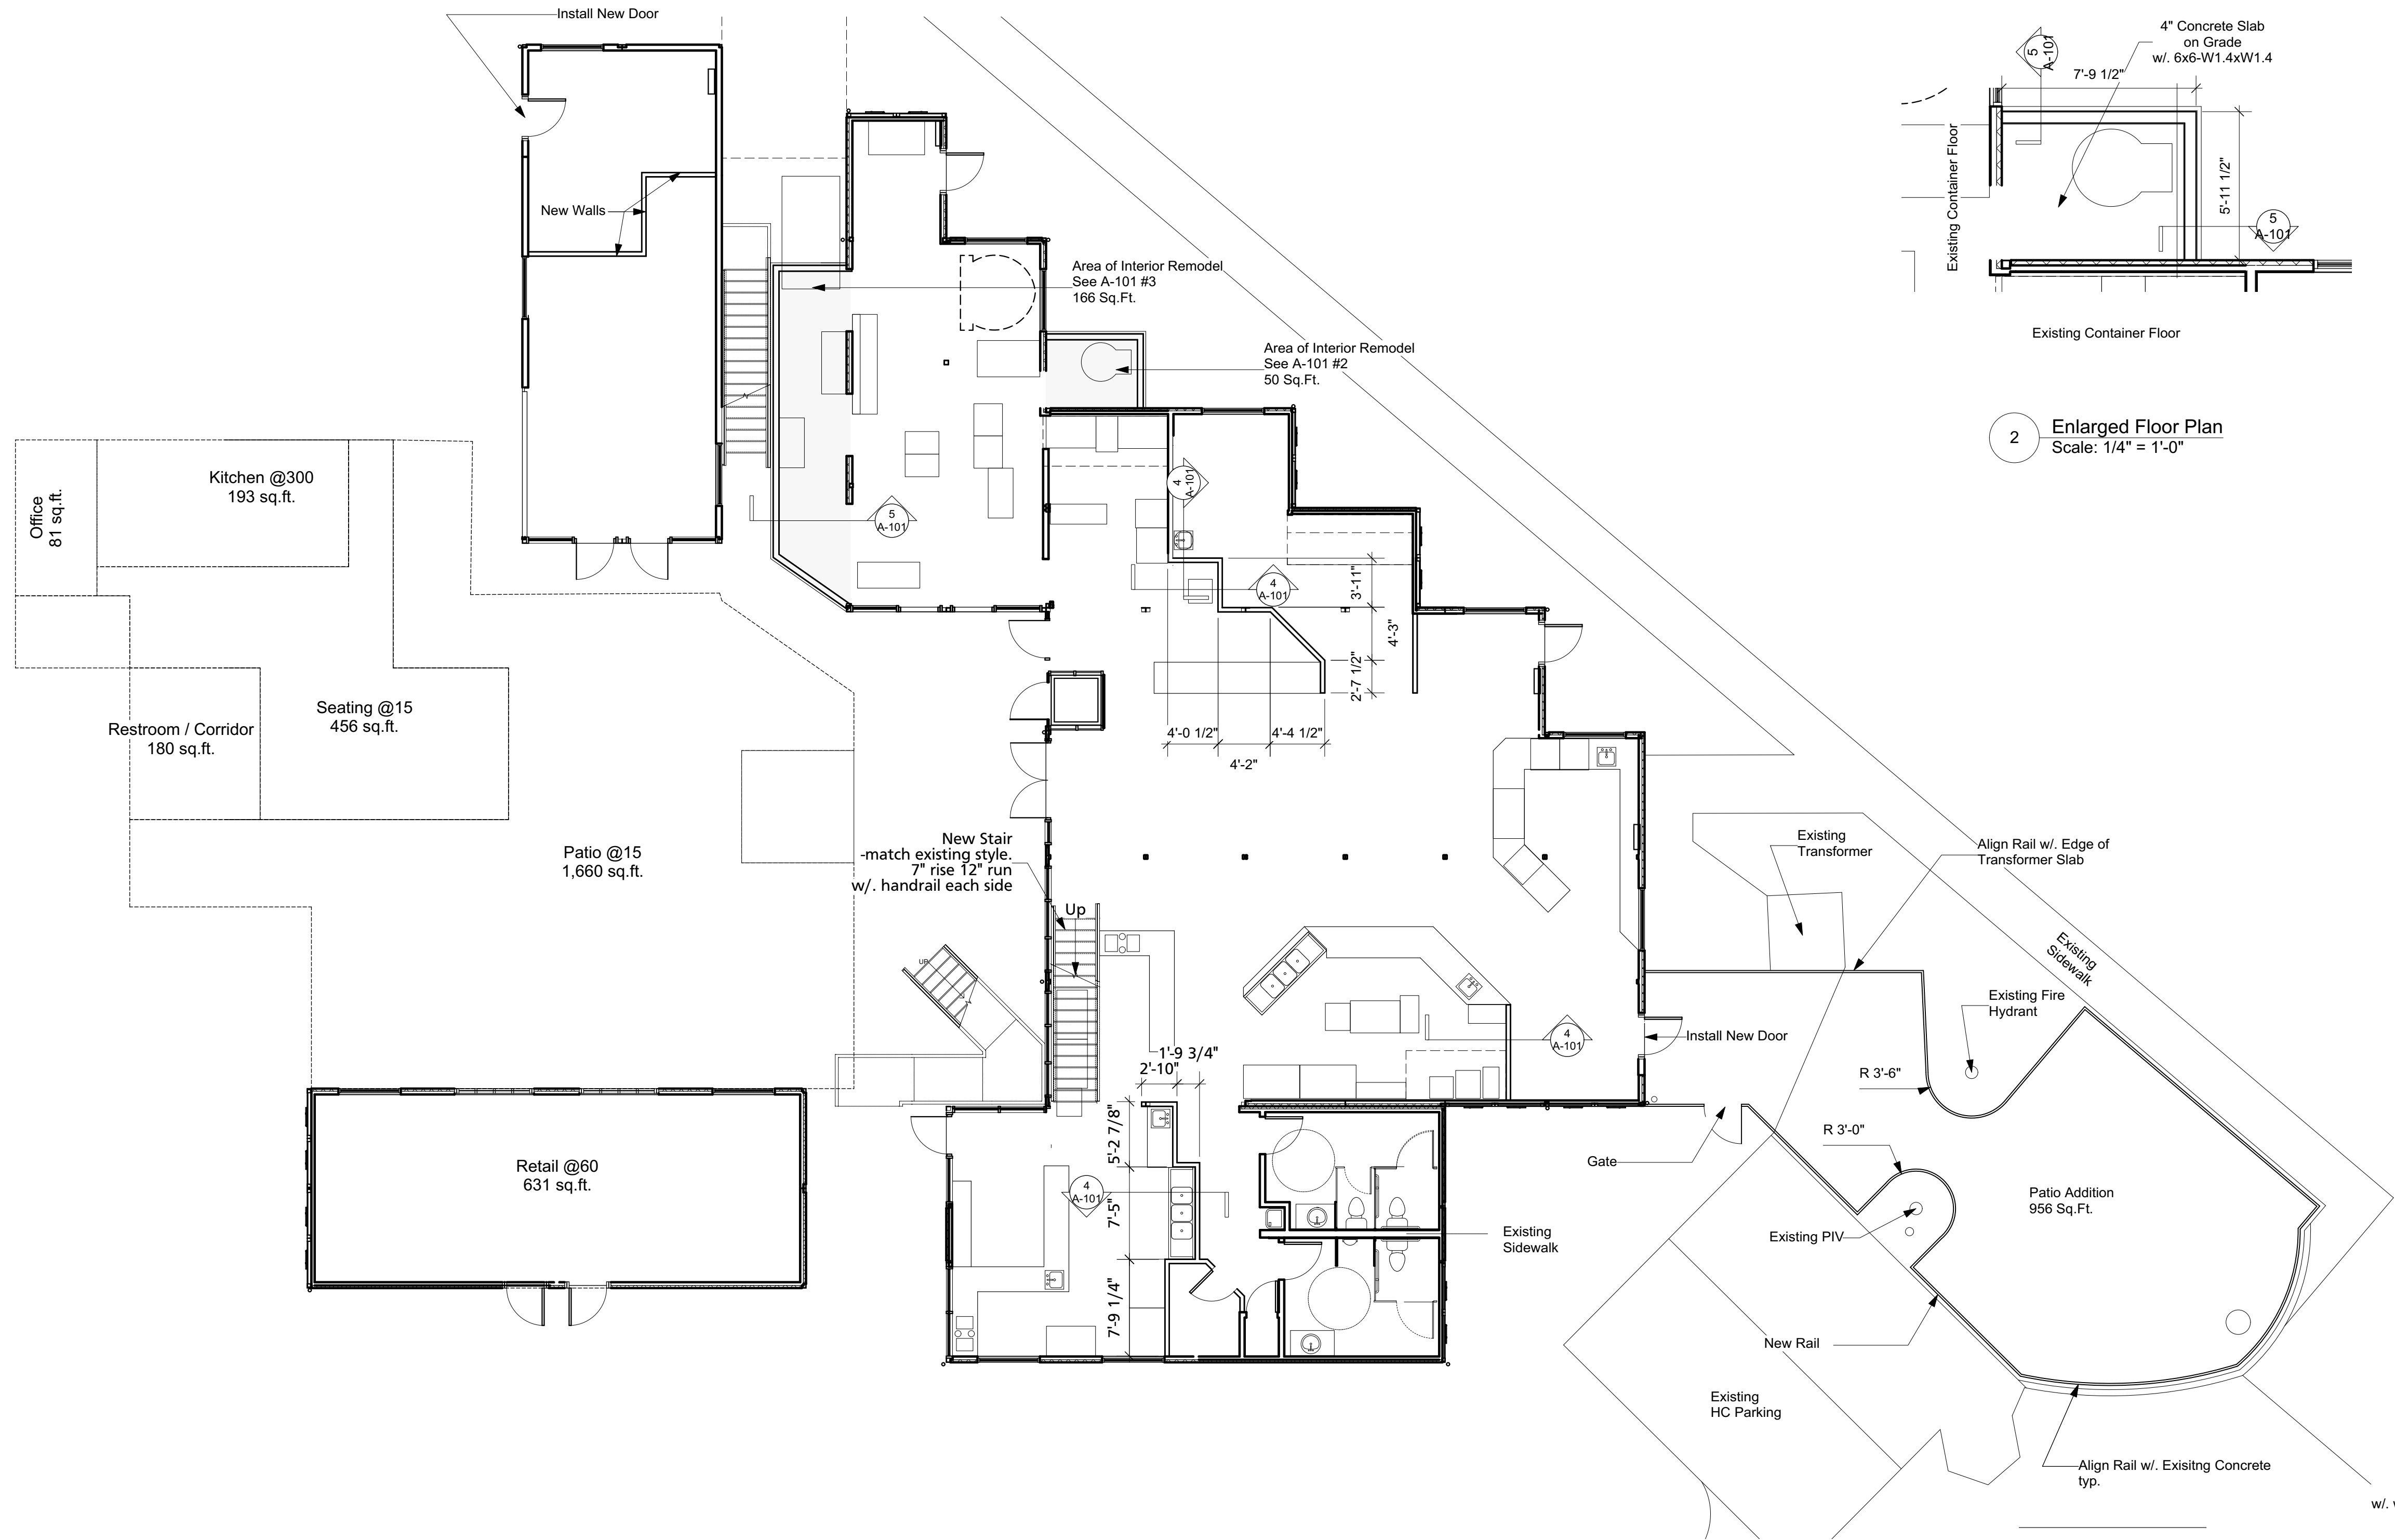 Install New Door
New Walls
Area of Interior Remodel
See A-101 #3
166 Sq.Ft.
Area of Interior Remodel
See A-101 #2
50 Sq.Ft.
5
A-101
4" Concrete Slab
on Grade
w/. 6x6-W1.4xW1.4
7'-9 1/2"
5'-11 1/2"
5
A-101
Existing Container Floor
Existing Container Floor
2
Enlarged Floor Plan
Scale: 1/4" = 1'-0"
Kitchen @300
193 sq.ft.
Office
81 sq.ft.
Seating @15
456 sq.ft.
Restroom / Corridor
180 sq.ft.
Patio @15
1,660 sq.ft.
5
A-101
4
A-101
4
A-101
3'-11"
4'-3"
2'-7 1/2"
4'-0 1/2"
4'-4 1/2"
4'-2"
New Stair
-match existing style.
7" rise 12" run
w/. handrail each side
Up
UP
Existing
Transformer
Align Rail w/. Edge of
Transformer Slab
Existing
Sidewalk
Existing Fire
Hydrant
Install New Door
4
A-101
R 3'-6"
R 3'-0"
Gate
Patio Addition
956 Sq.Ft.
Existing PIV
Existing
Sidewalk
New Rail
Existing
HC Parking
Align Rail w/. Exisitng Concrete
typ.
w/.
1'-9 3/4"
2'-10"
5'-2 7/8"
7'-5"
7'-9 1/4"
4
A-101
Retail @60
631 sq.ft.